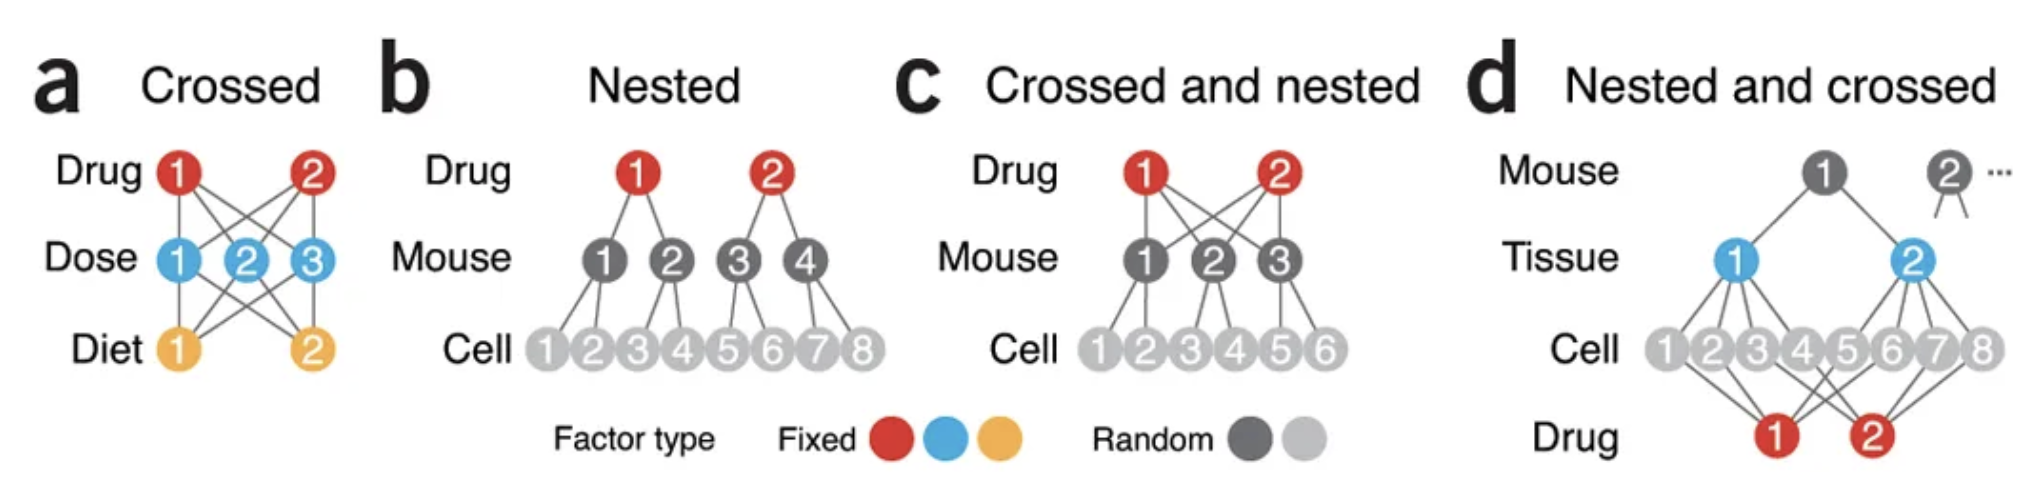 a Crossed
Drug 1 2
Dose 1 2 3
Diet 1 2
b Nested
Drug 1 2
Mouse 1 2 3 4
Cell 1 2 3 4 5 6 7 8
c Crossed and nested
Drug 1 2
Mouse 1 2 3
Cell 1 2 3 4 5 6
d Nested and crossed
Mouse 1 2 ...
Tissue 1 2
Cell 1 2 3 4 5 6 7 8
Drug 1 2
Factor type Fixed Random